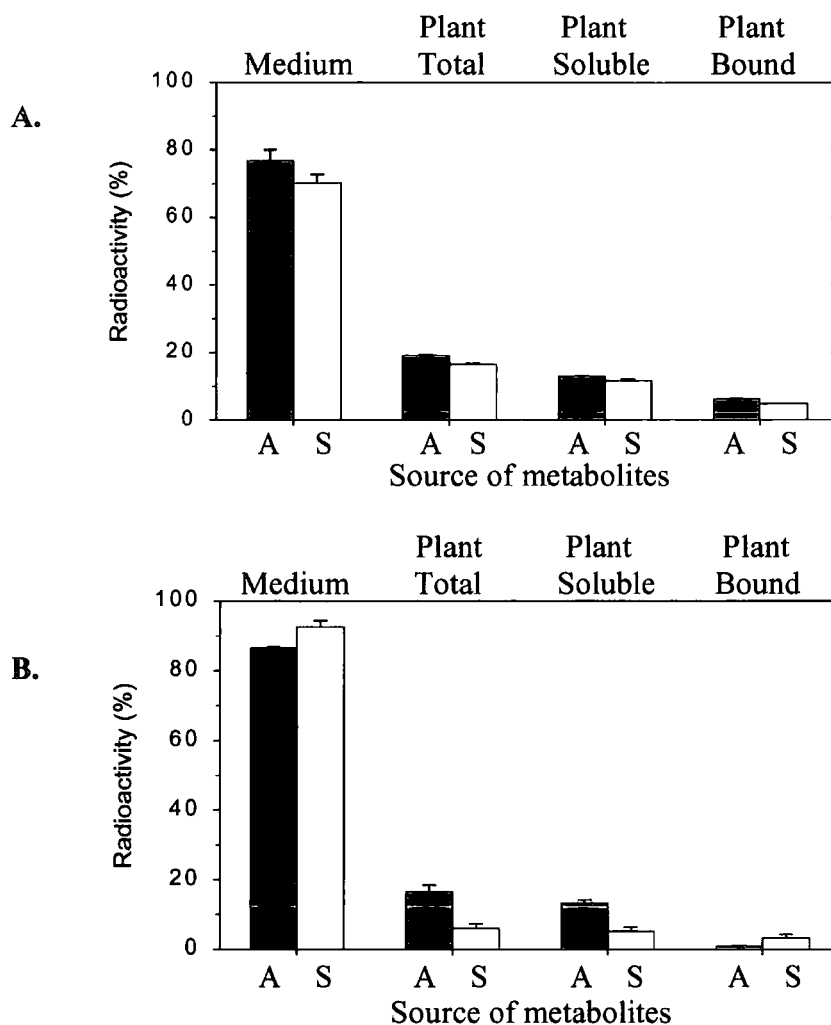 Plant Plant Plant
Medium Total Soluble Bound
A.
100
80
60
40
20
0
Radioactivity (%)
A S A S A S A S
Source of metabolites
Plant Plant Plant
Medium Total Soluble Bound
B.
100
80
60
40
20
0
Radioactivity (%)
A S A S A S A S
Source of metabolites